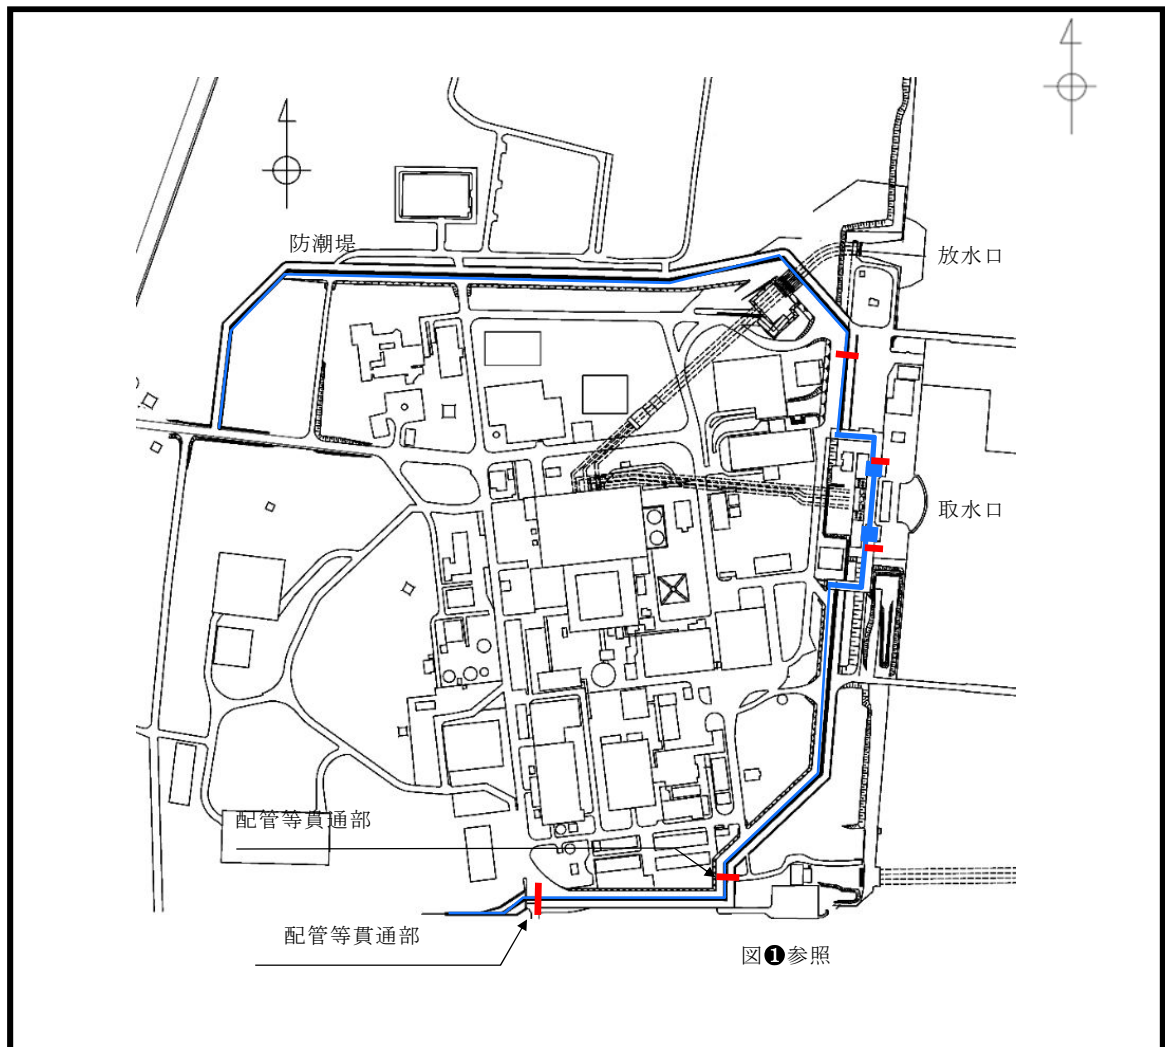 防潮堤
放水口
取水口
配管等貫通部
配管等貫通部
図❶参照